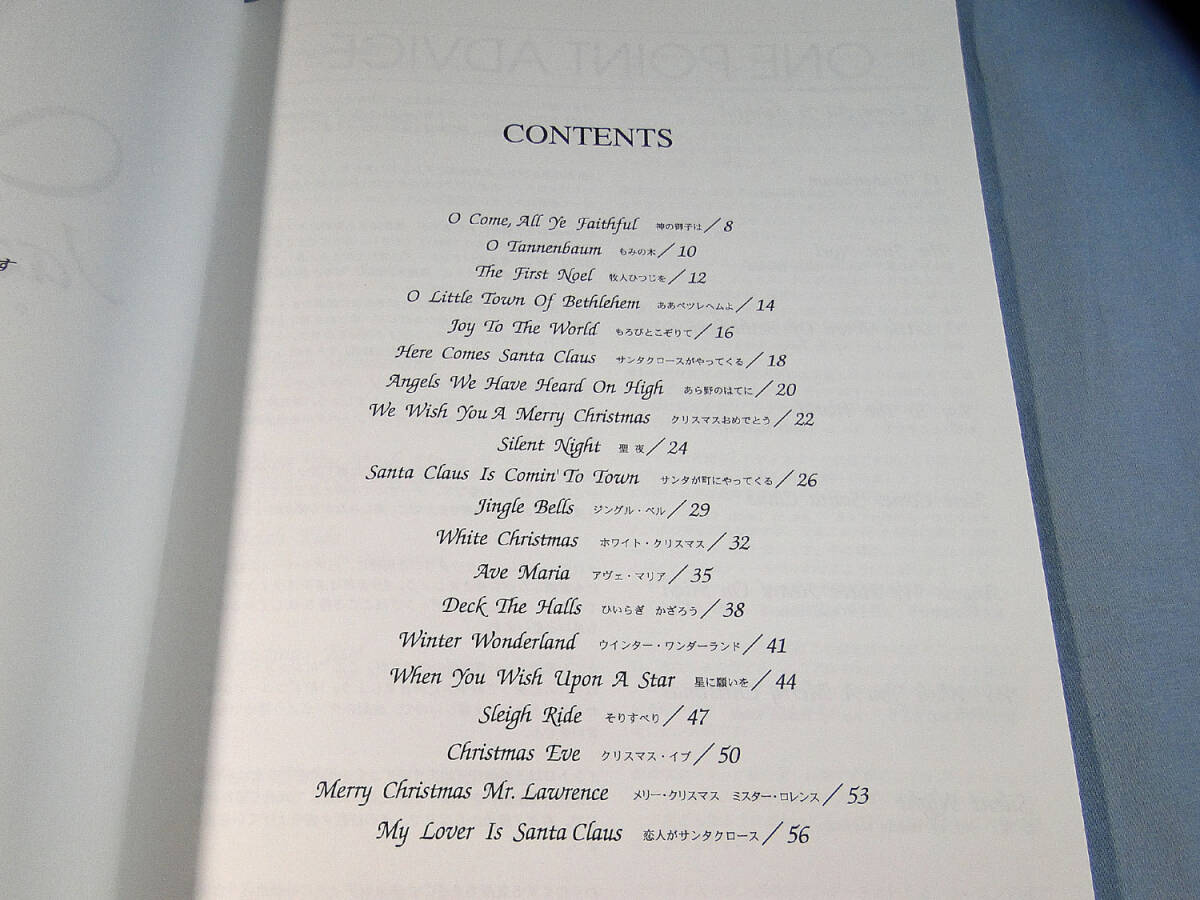 CONTENTS
O Come, All Ye Faithful 神の御子は/8
O Tannenbaum もみの木/10
The First Noel 牧人ひつじを/12
O Little Town Of Bethlehem ああベツレヘムよ/14
Joy To The World もろびとこぞりて/16
Here Comes Santa Claus サンタクロースがやってくる/18
Angels We Have Heard On High あら野のはてに/20
We Wish You A Merry Christmas クリスマスおめでとう/22
Silent Night 聖 夜/24
Santa Claus Is Comin' To Town サンタが町にやってくる/26
Jingle Bells ジングル・ベル/29
White Christmas ホワイト・クリスマス/32
Ave Maria アヴェ・マリア/35
Deck The Halls ひいらぎ かざろう/38
Winter Wonderland ウインター・ワンダーランド/41
When You Wish Upon A Star 星に願いを/44
Sleigh Ride そりすべり/47
Christmas Eve クリスマス・イブ/50
Merry Christmas Mr. Lawrence メリー・クリスマス ミスター・ロレンス/53
My Lover Is Santa Claus 恋人がサンタクロース/56
す
ONE POINT ADVICE